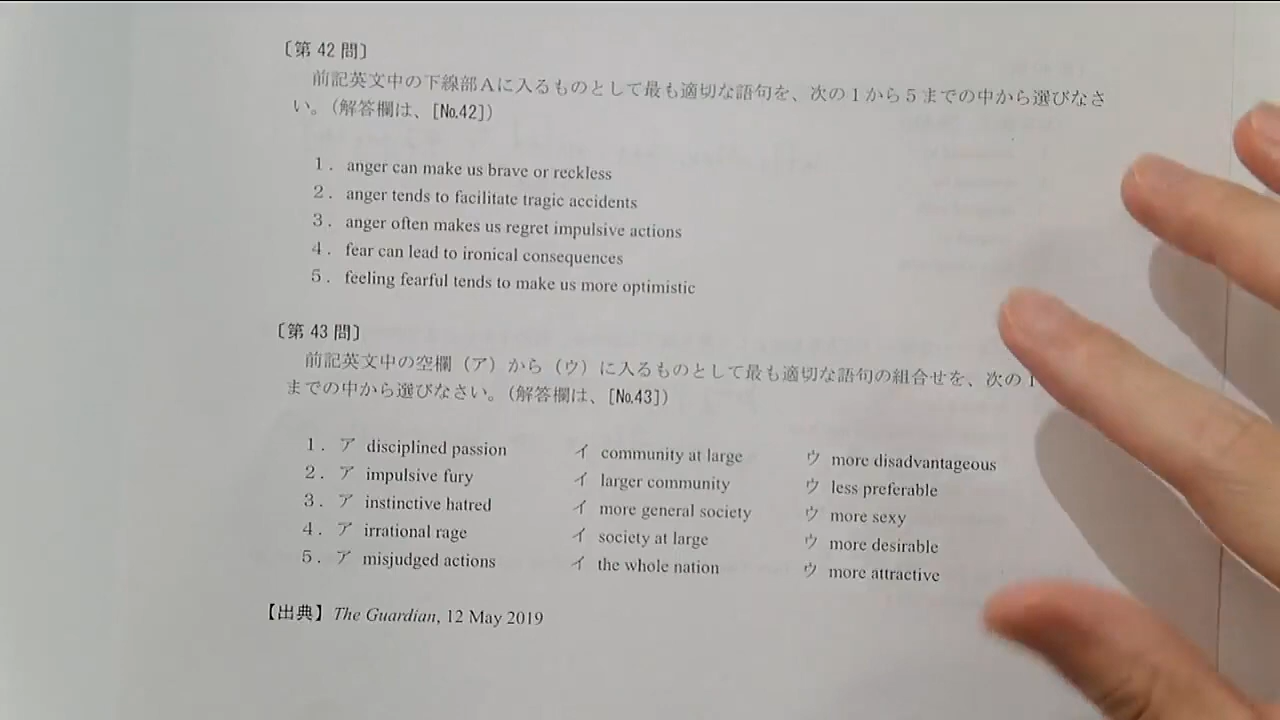 〔第 42 問〕
前記英文中の下線部Aに入るものとして最も適切な語句を、次の1から5までの中から選びなさ
い。（解答欄は、[No.42]）
1． anger can make us brave or reckless
2． anger tends to facilitate tragic accidents
3． anger often makes us regret impulsive actions
4． fear can lead to ironical consequences
5． feeling fearful tends to make us more optimistic
〔第 43 問〕
前記英文中の空欄（ア）から（ウ）に入るものとして最も適切な語句の組合せを、次の1
までの中から選びなさい。（解答欄は、[No.43]）
1． ア disciplined passion イ community at large ウ more disadvantageous
2． ア impulsive fury イ larger community ウ less preferable
3． ア instinctive hatred イ more general society ウ more sexy
4． ア irrational rage イ society at large ウ more desirable
5． ア misjudged actions イ the whole nation ウ more attractive
【出典】 The Guardian, 12 May 2019